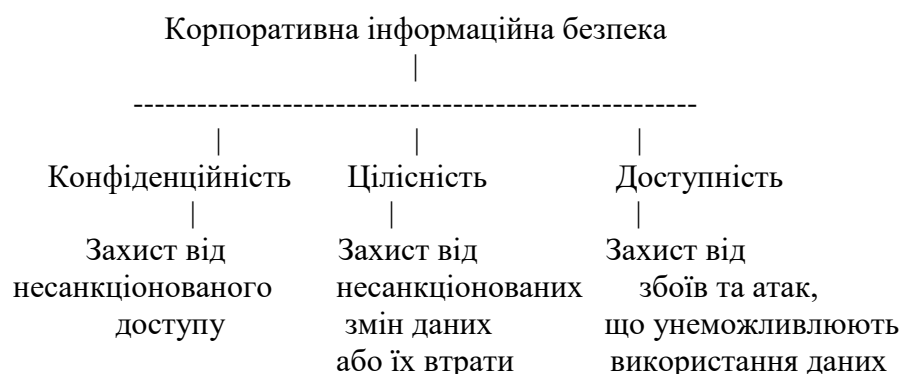 Корпоративна інформаційна безпека
|
-----------------------------------------------------
| | |
Конфіденційність Цілісність Доступність
| | |
Захист від Захист від Захист від
несанкціонованого несанкціонованих збоїв та атак,
доступу змін даних що унеможливлюють
або їх втрати використання даних